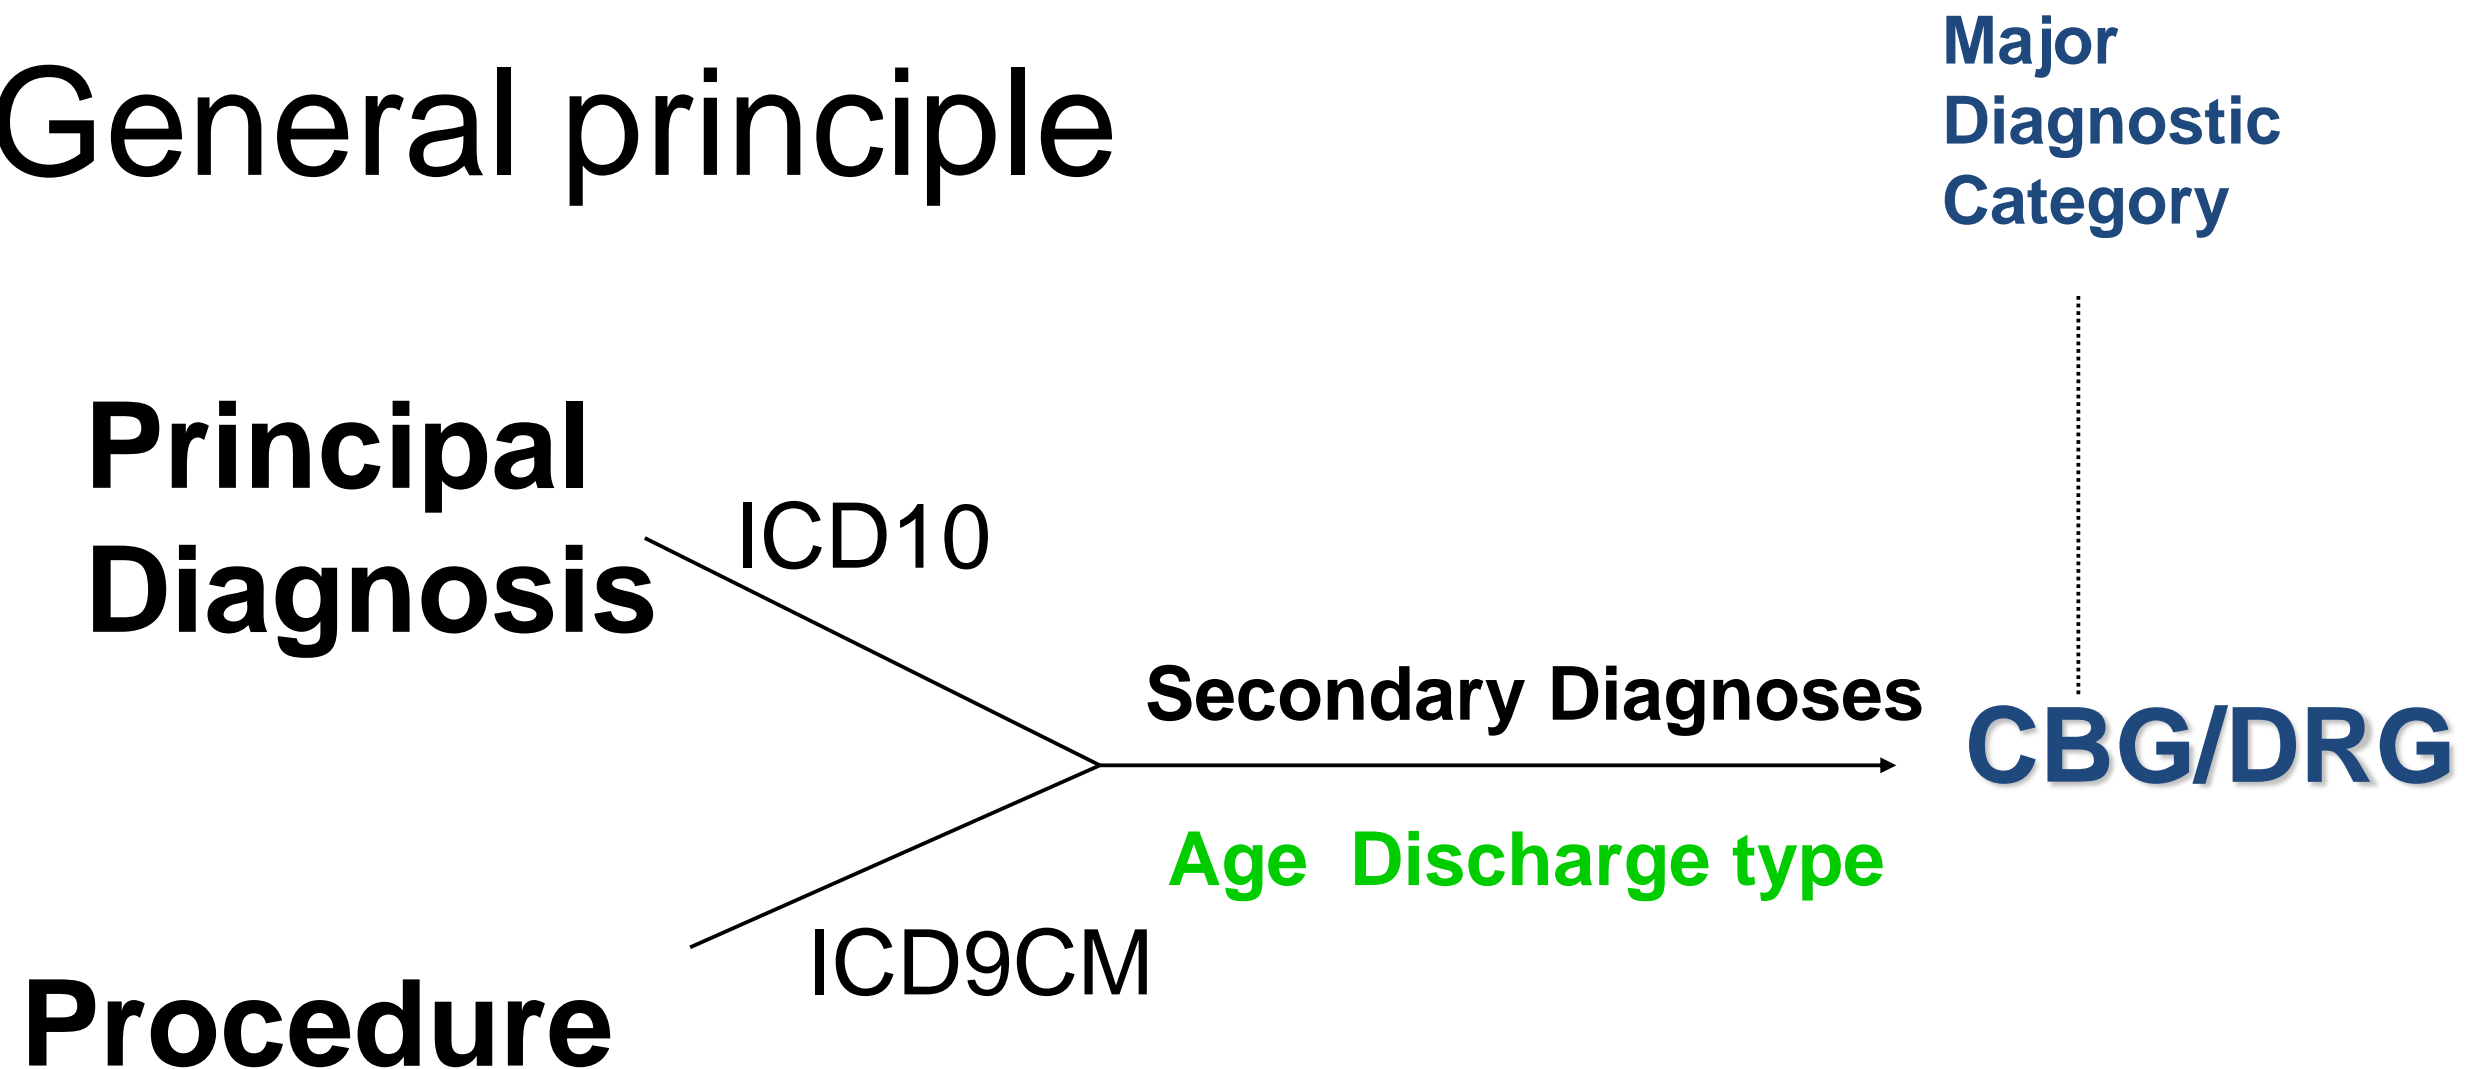 General principle
Major
Diagnostic
Category
Principal
Diagnosis
ICD10
Secondary Diagnoses
CBG/DRG
Age  Discharge type
ICD9CM
Procedure